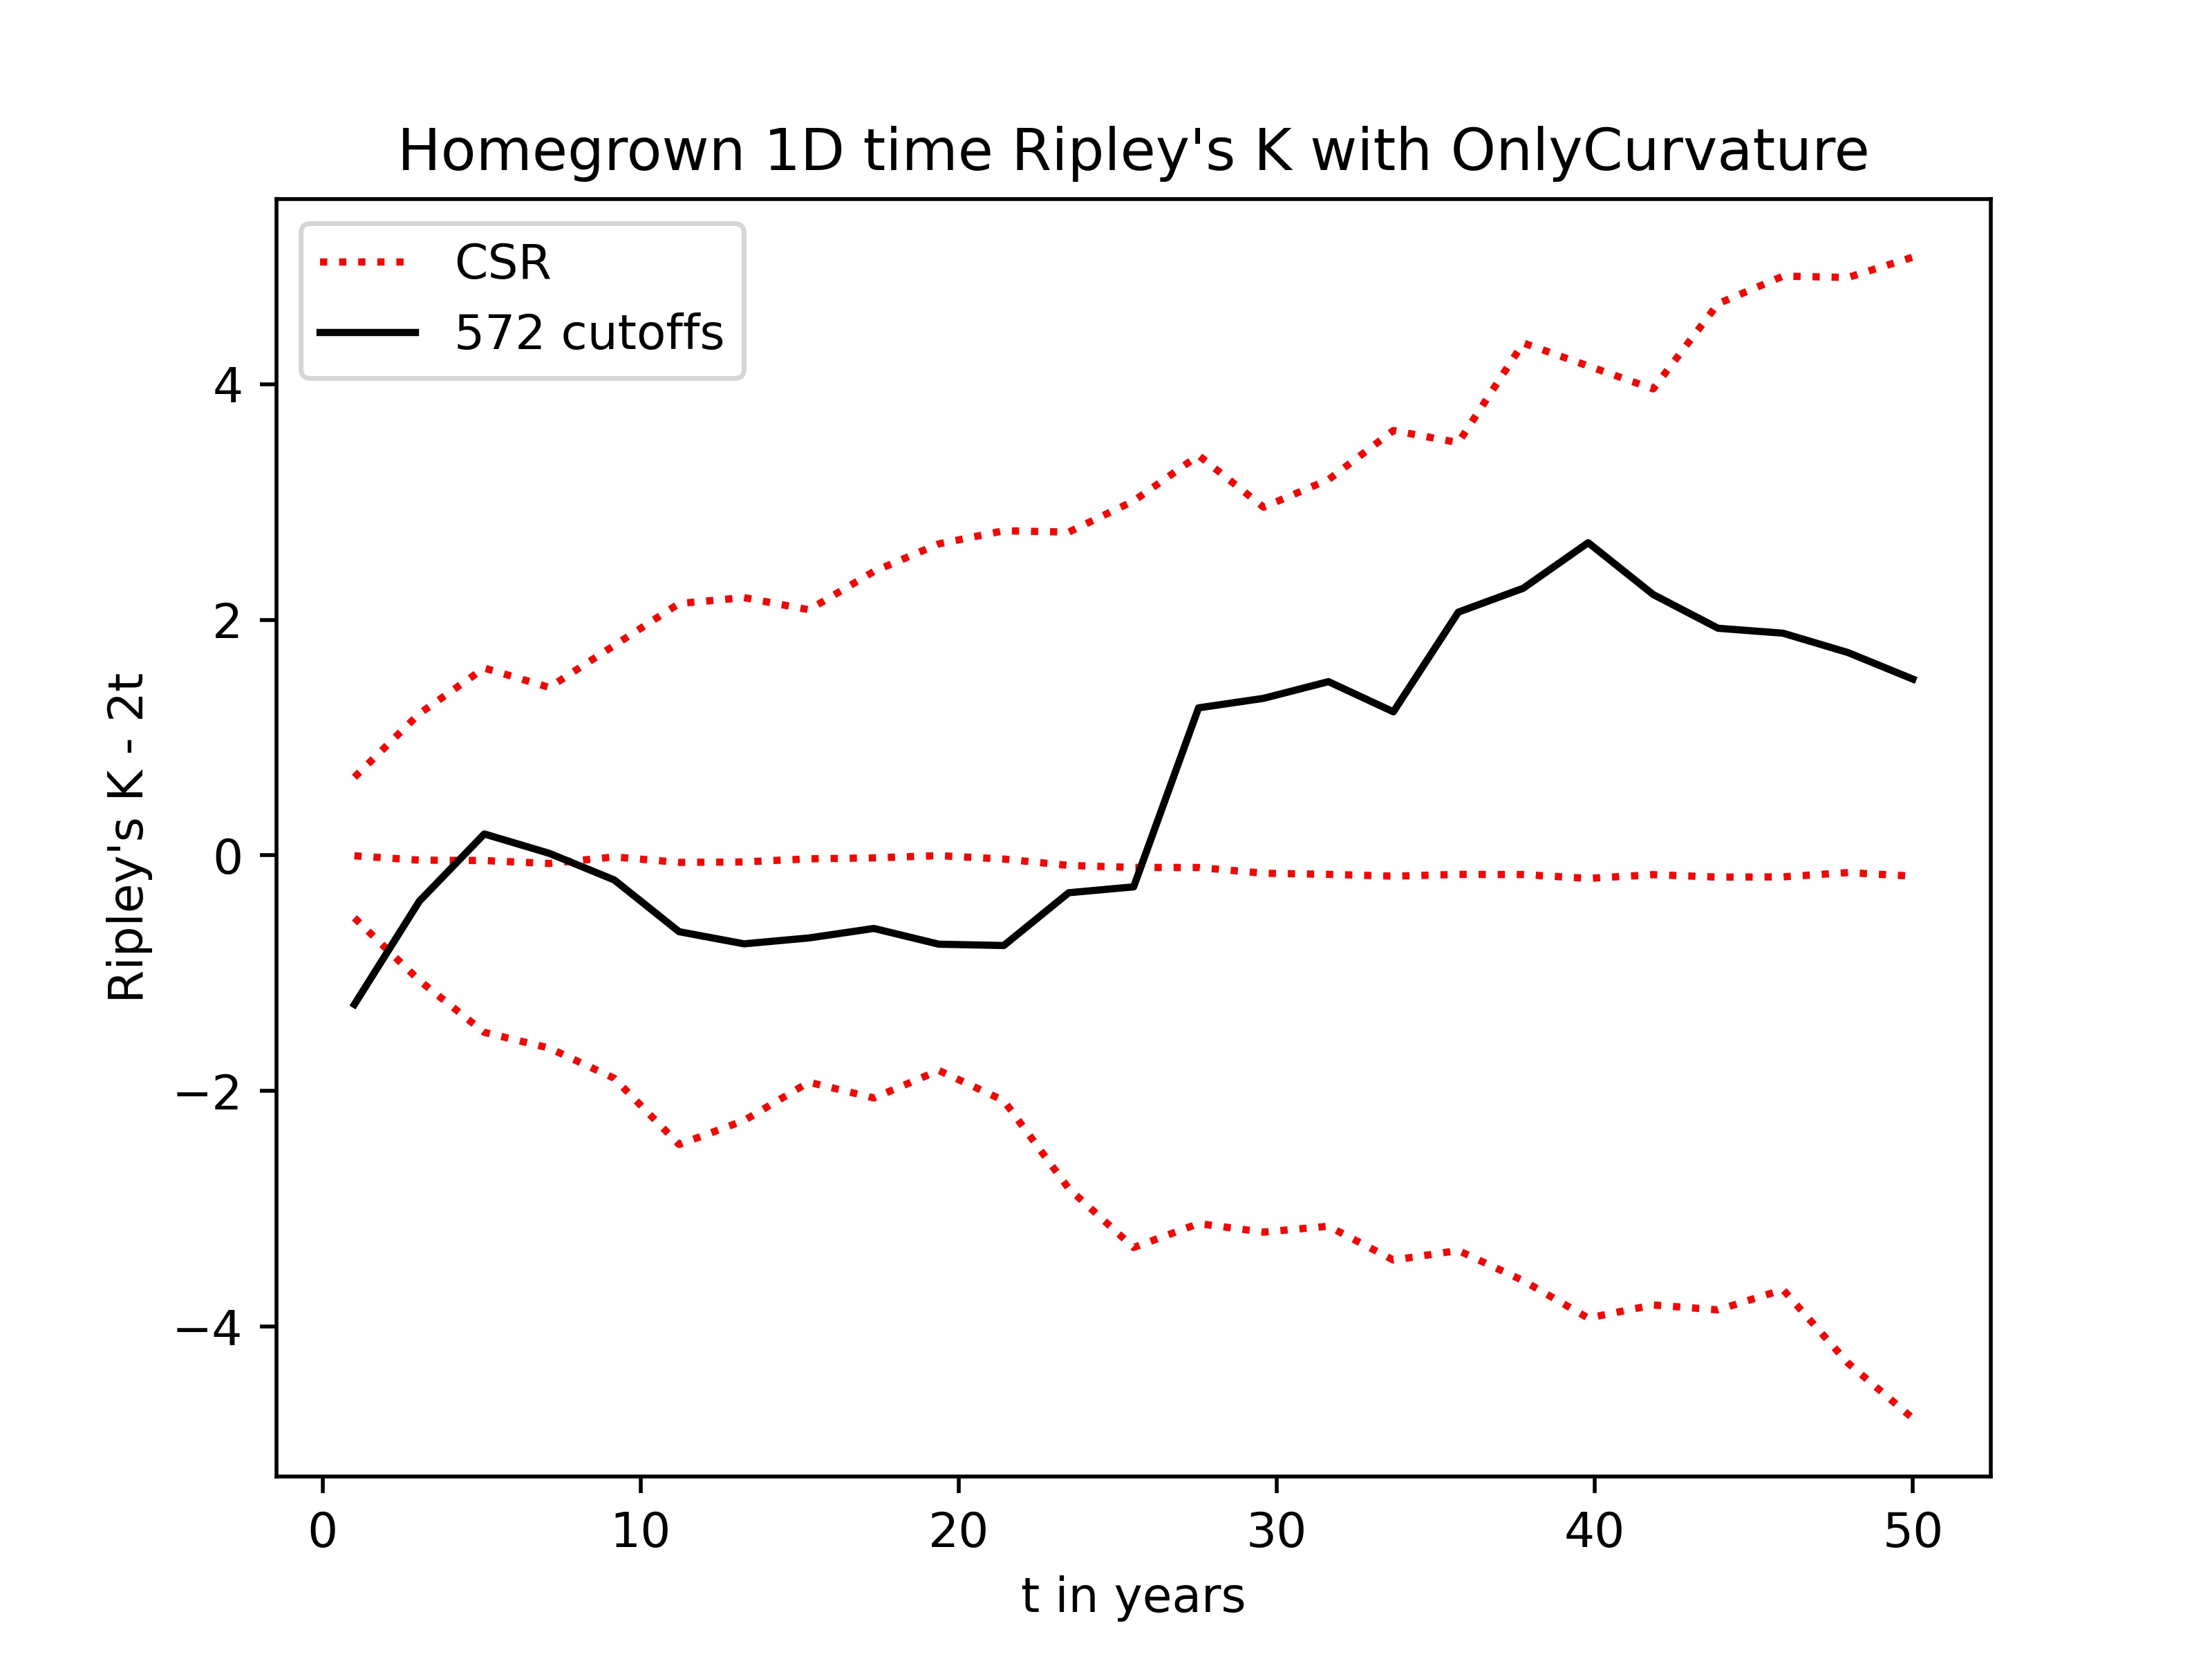 Homegrown 1D time Ripley's K with OnlyCurvature
CSR
572 cutoffs
Ripley's K - 2t
4
2
0
−2
−4
0 10 20 30 40 50
t in years